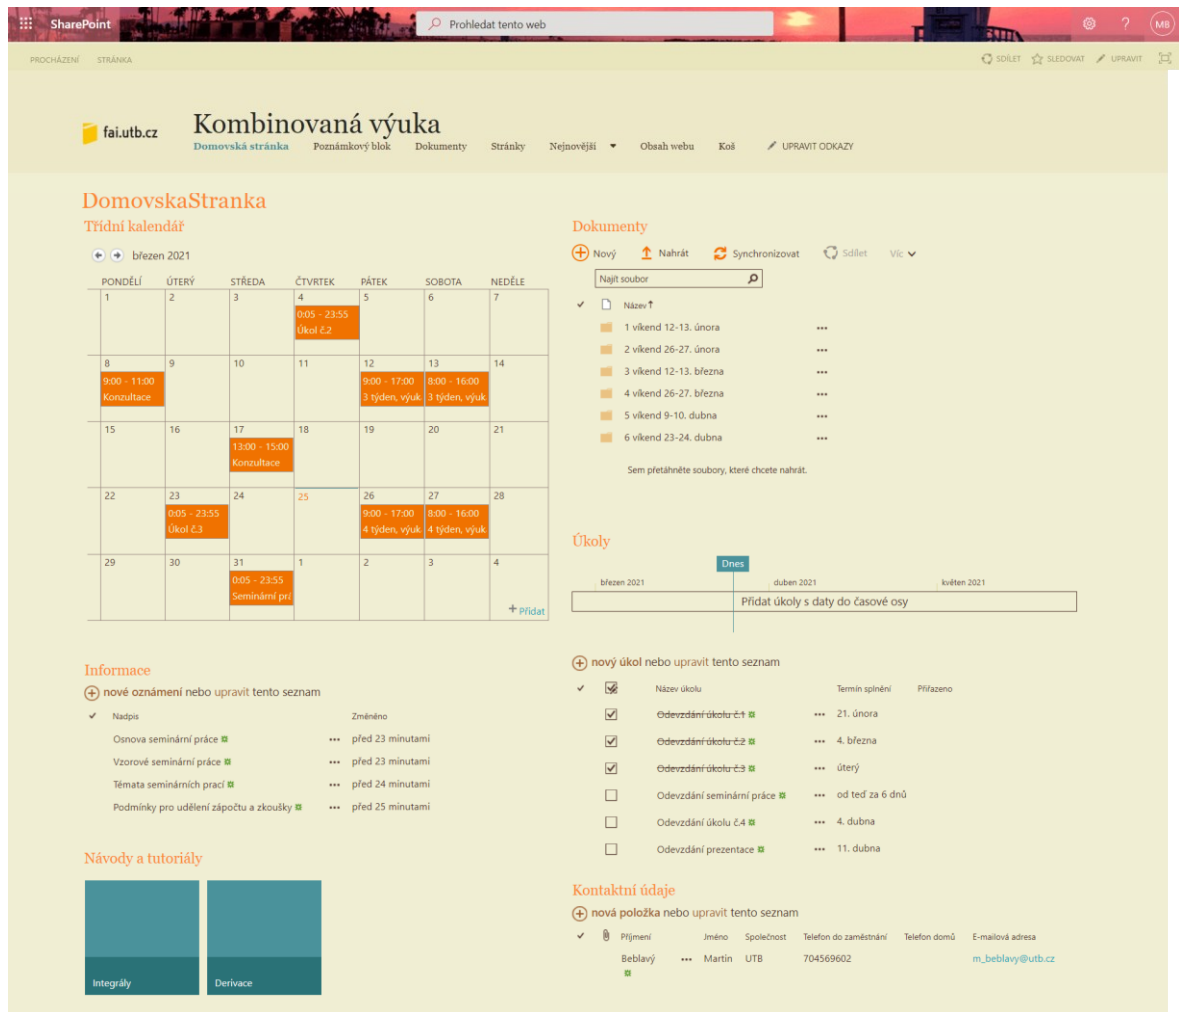 SharePoint
Prohledat tento web
MB
PROCHÁZENÍ STRÁNKA
SDÍLET SLEDOVAT UPRAVIT
fai.utb.cz
Kombinovaná výuka
Domovská stránka Poznámkový blok Dokumenty Stránky Nejnovější Obsah webu Koš UPRAVIT ODKAZY
DomovskaStranka
Třídní kalendář
březen 2021
PONDĚLÍ ÚTERÝ STŘEDA ČTVRTEK PÁTEK SOBOTA NEDĚLE
1 2 3 4 5 6 7
0:05 - 23:55
Úkol č.2
8 9 10 11 12 13 14
9:00 - 11:00 9:00 - 17:00 8:00 - 16:00
Konzultace 3 týden, výuk 3 týden, výuk
15 16 17 18 19 20 21
13:00 - 15:00
Konzultace
22 23 24 25 26 27 28
0:05 - 23:55 9:00 - 17:00 8:00 - 16:00
Úkol č.3 4 týden, výuk 4 týden, výuk
29 30 31 1 2 3 4
0:05 - 23:55
Seminární prá
+ Přidat
Informace
nové oznámení nebo upravit tento seznam
Nadpis Změněno
Osnova seminární práce ••• před 23 minutami
Vzorové seminární práce ••• před 23 minutami
Témata seminárních prací ••• před 24 minutami
Podmínky pro udělení zápočtu a zkoušky ••• před 25 minutami
Návody a tutoriály
Integrály Derivace
Dokumenty
Nový Nahrát Synchronizovat Sdílet Víc
Najít soubor
Název
1 víkend 12-13. února •••
2 víkend 26-27. února •••
3 víkend 12-13. března •••
4 víkend 26-27. března •••
5 víkend 9-10. dubna •••
6 víkend 23-24. dubna •••
Sem přetáhněte soubory, které chcete nahrát.
Úkoly
Dnes
březen 2021 duben 2021 květen 2021
Přidat úkoly s daty do časové osy
nový úkol nebo upravit tento seznam
Název úkolu Termín splnění Přiřazeno
Odevzdání úkolu č.1 ••• 21. února
Odevzdání úkolu č.2 ••• 4. března
Odevzdání úkolu č.3 ••• úterý
Odevzdání seminární práce ••• od teď za 6 dnů
Odevzdání úkolu č.4 ••• 4. dubna
Odevzdání prezentace ••• 11. dubna
Kontaktní údaje
nová položka nebo upravit tento seznam
Příjmení Jméno Společnost Telefon do zaměstnání Telefon domů E-mailová adresa
Beblavý ••• Martin UTB 704569602 m_beblavy@utb.cz